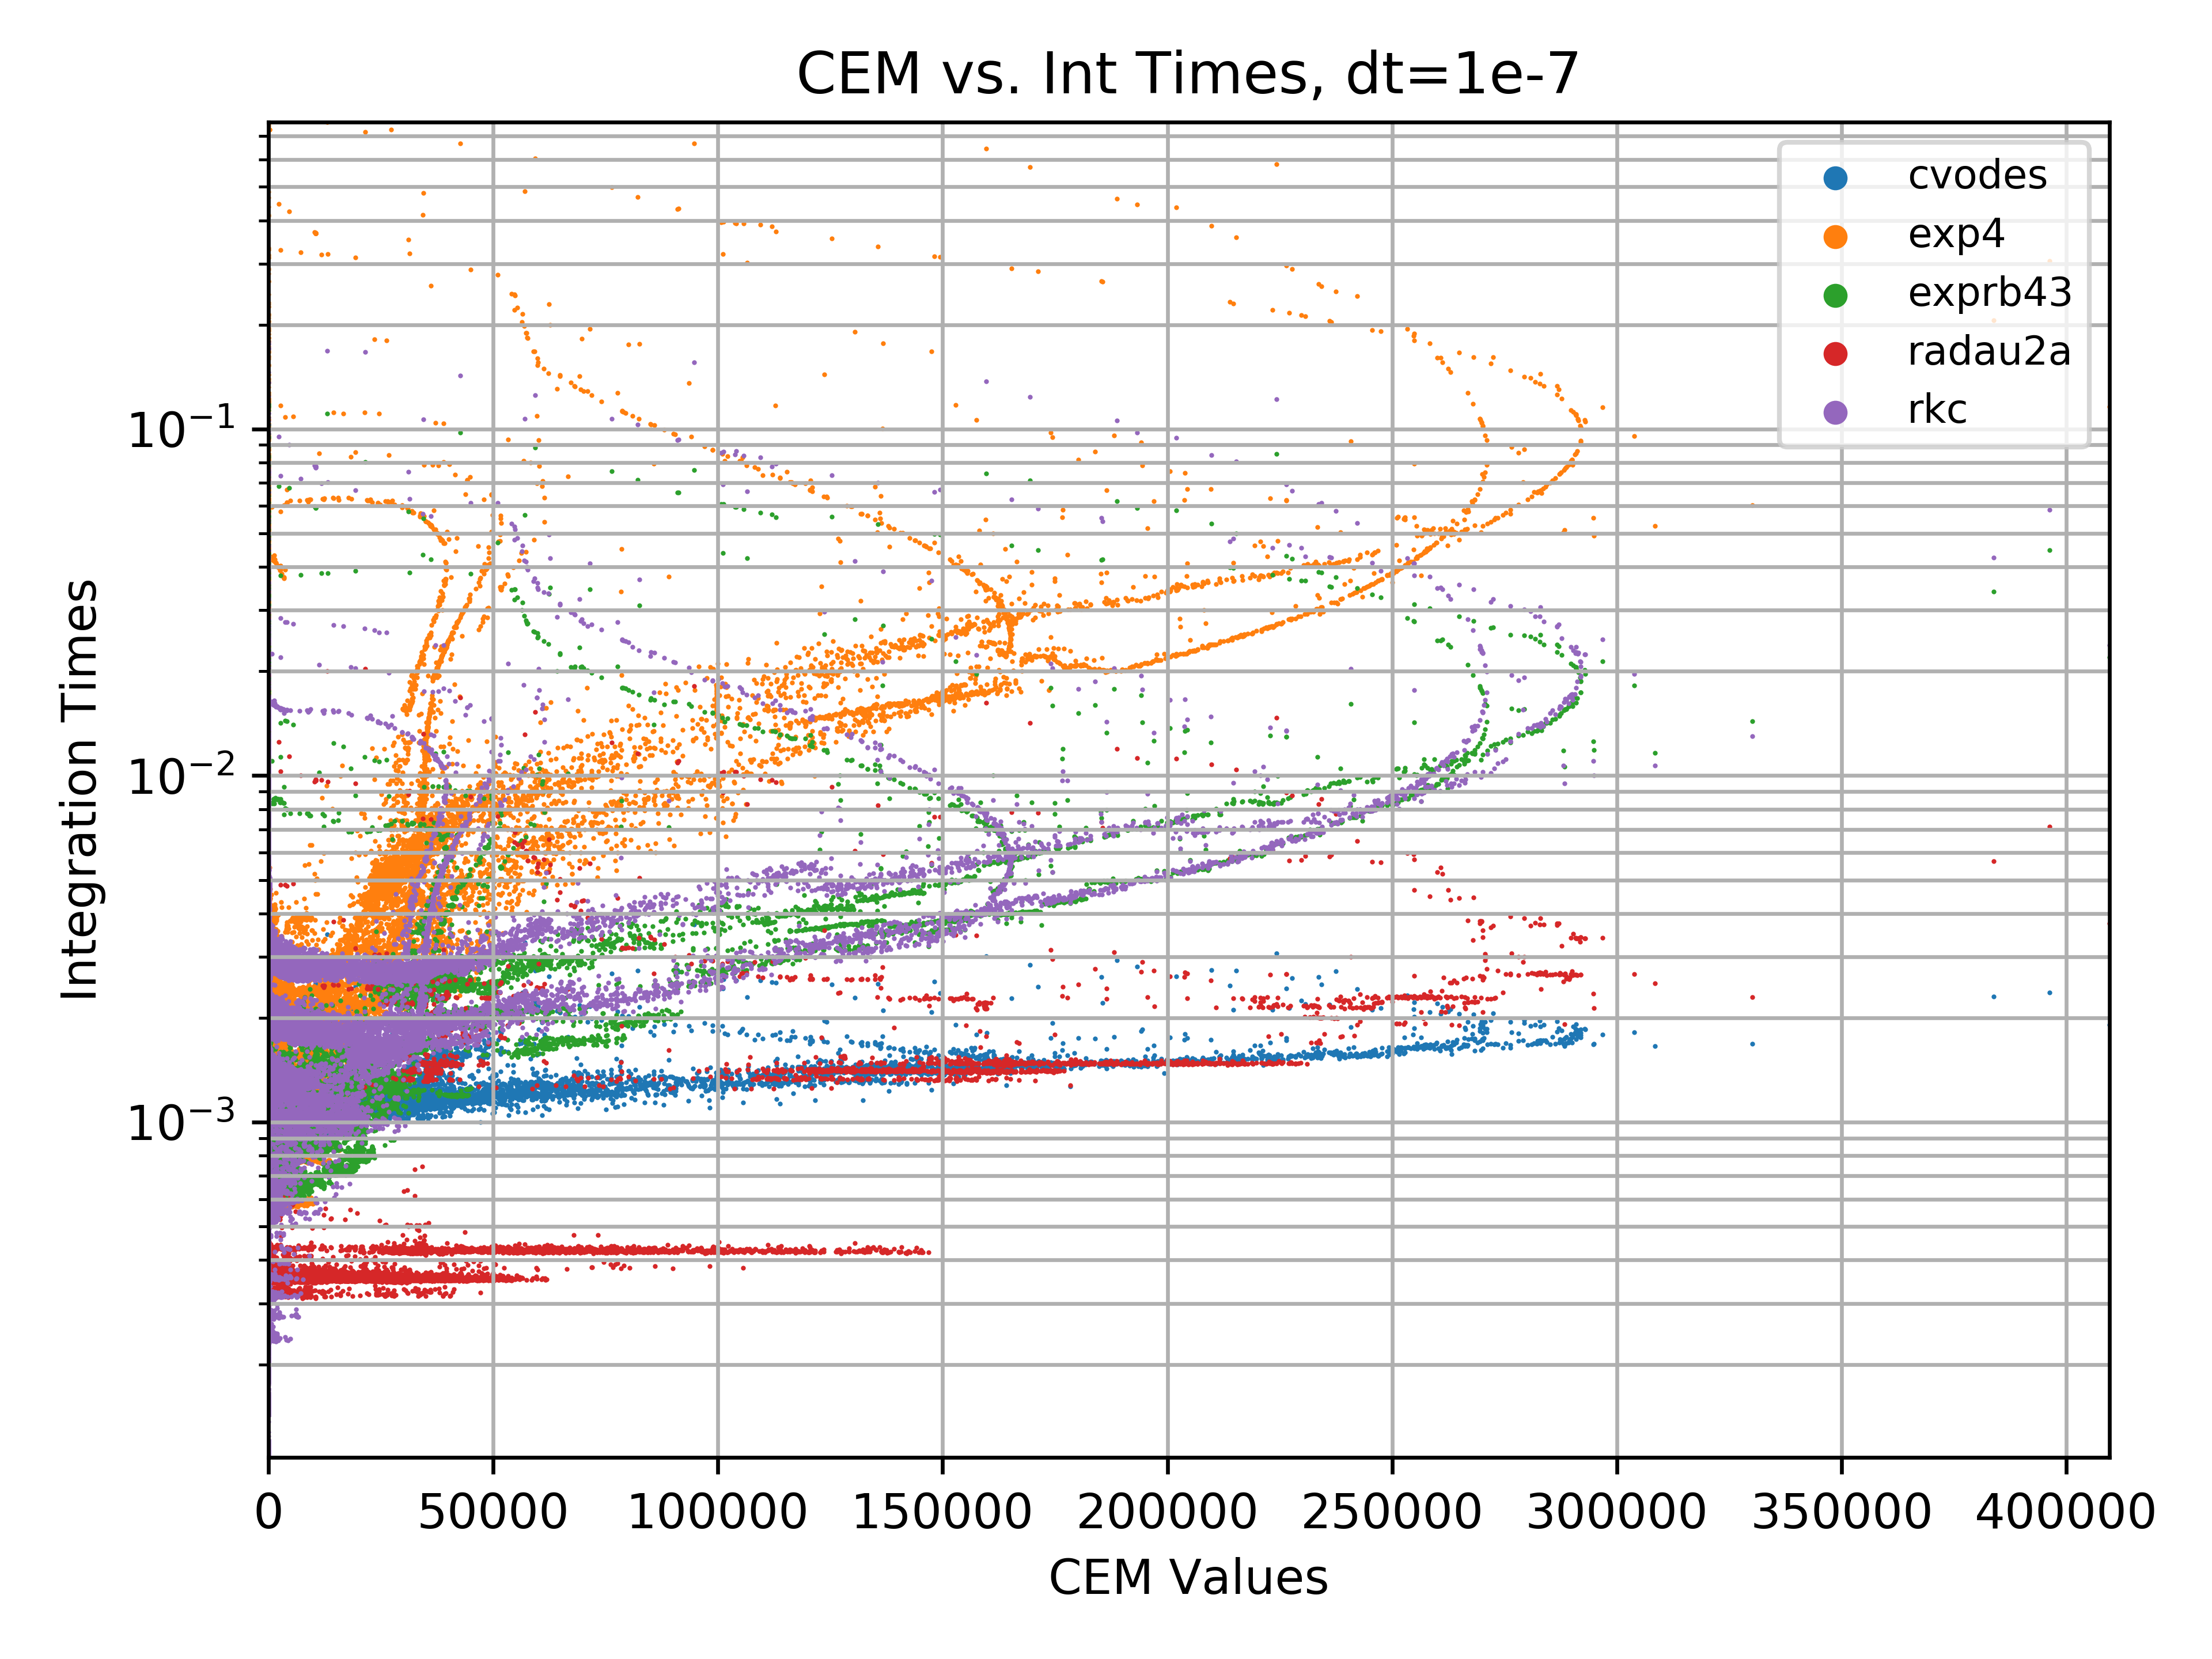 CEM vs. Int Times, dt=1e-7
cvodes
exp4
exprb43
radau2a
rkc
Integration Times
10⁻¹
10⁻²
10⁻³
0 50000 100000 150000 200000 250000 300000 350000 400000
CEM Values